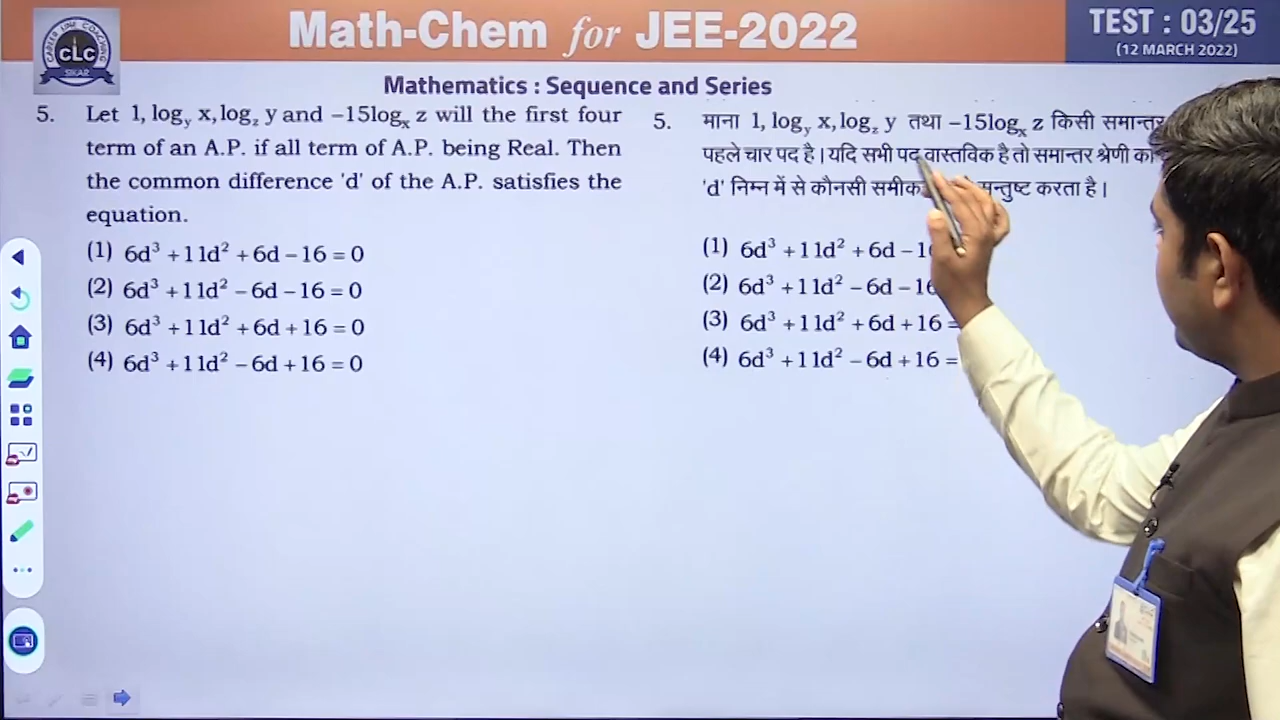 CAREER LINE COACHING
CLC
SIKAR
Math-Chem for JEE-2022
TEST : 03/25
(12 MARCH 2022)
Mathematics : Sequence and Series
5. Let 1, log_y x, log_z y and −15log_x z will the first four
term of an A.P. if all term of A.P. being Real. Then
the common difference 'd' of the A.P. satisfies the
equation.
(1) 6d³ +11d² +6d −16 = 0
(2) 6d³ +11d² −6d −16 = 0
(3) 6d³ +11d² +6d +16 = 0
(4) 6d³ +11d² −6d +16 = 0
5. माना 1, log_y x, log_z y तथा −15log_x z किसी समान्तर
पहले चार पद है। यदि सभी पद वास्तविक है तो समान्तर श्रेणी का
'd' निम्न में से कौनसी सन्तुष्ट करता है।
(1) 6d³ +11d² +6d −
(2) 6d³ +11d² −6d −16
(3) 6d³ +11d² +6d +16 =
(4) 6d³ +11d² −6d +16 =